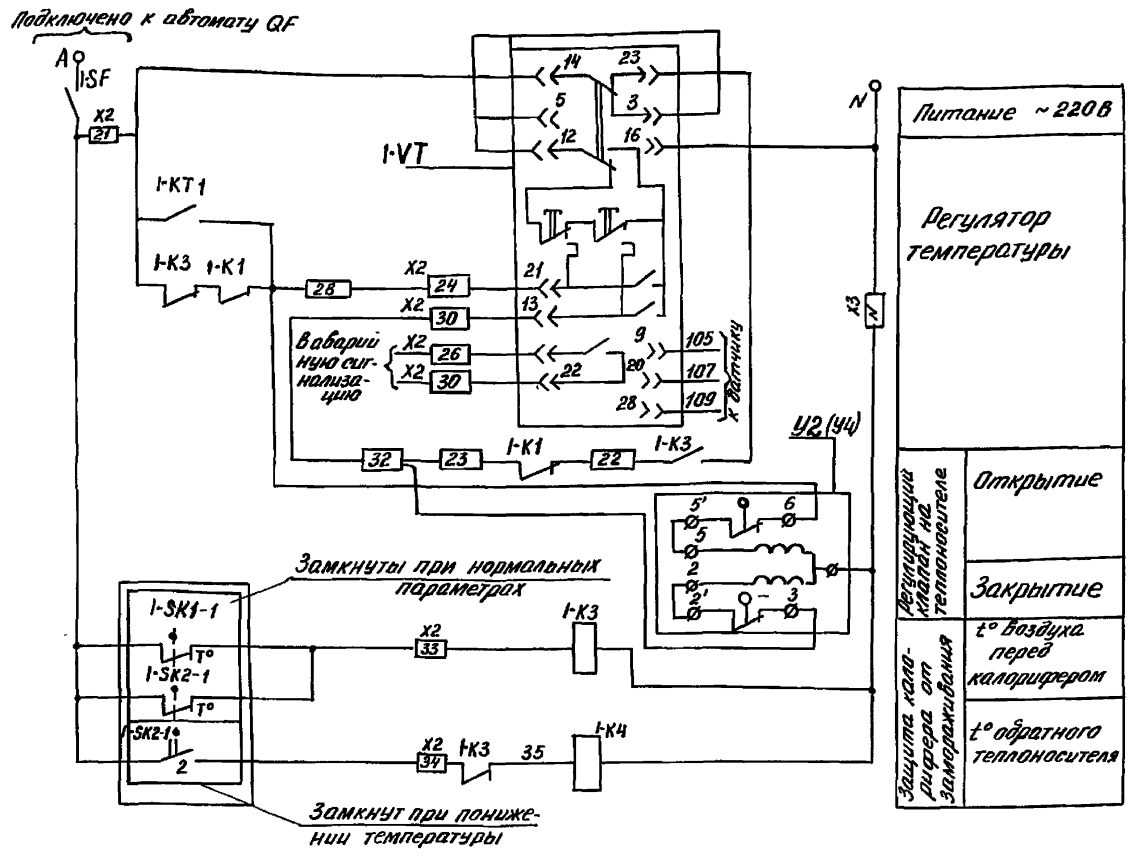 Подключено к автомату QF
A
1-SF
X2
21
1-KT1
1-K3
1-K1
28
X2
24
X2
30
В аварий
ную сиг-
нализа-
цию
X2
26
X2
30
1-VT
14
5
12
23
3
16
21
13
22
9
20
28
105
107
109
к датчику
N
X3
N
32
23
1-K1
22
1-K3
У2(У4)
5'
6
5
2
2'
3
Замкнуты при нормальных
параметрах
1-SK1-1
T°
1-SK2-1
T°
1-SK2-1
2
X2
33
1-K3
X2
34
1-K3
35
1-K4
Замкнут при пониже-
нии температуры
Питание ~220В
Регулятор
температуры
Регулирующий
клапан на
теплоносителе
Открытие
Закрытие
Защита кало-
рифера от
замораживания
t° воздуха
перед
калорифером
t° обратного
теплоносителя